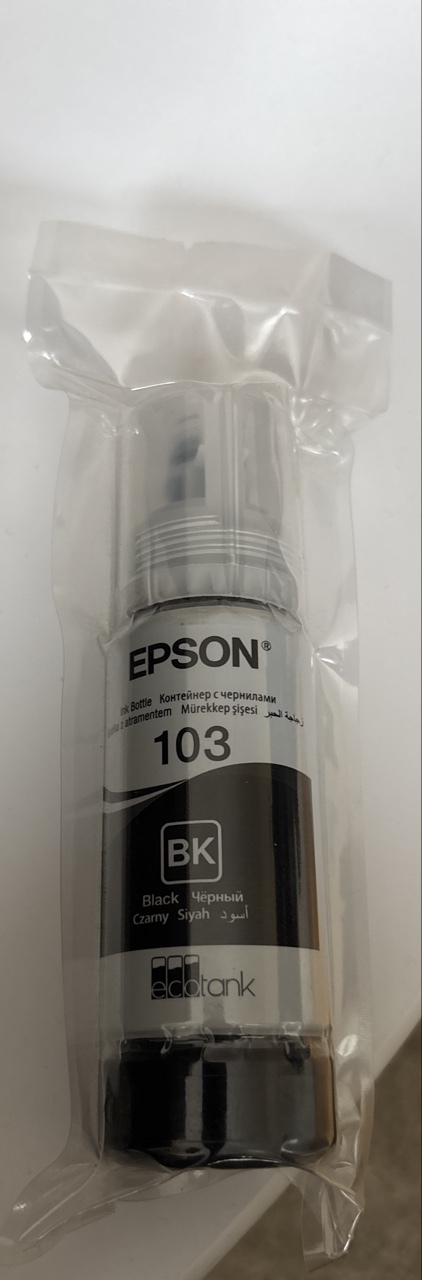 EPSON®
Ink Bottle Контейнер с чернилами
z atramentem Mürekkep şişesi زجاجة الحبر
103
BK
Black Чёрный
Czarny Siyah أسود
ecotank